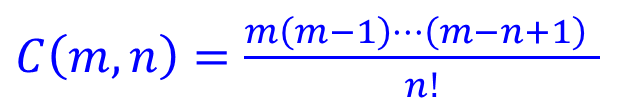 C(m, n) = m(m−1)⋯(m−n+1) / n!